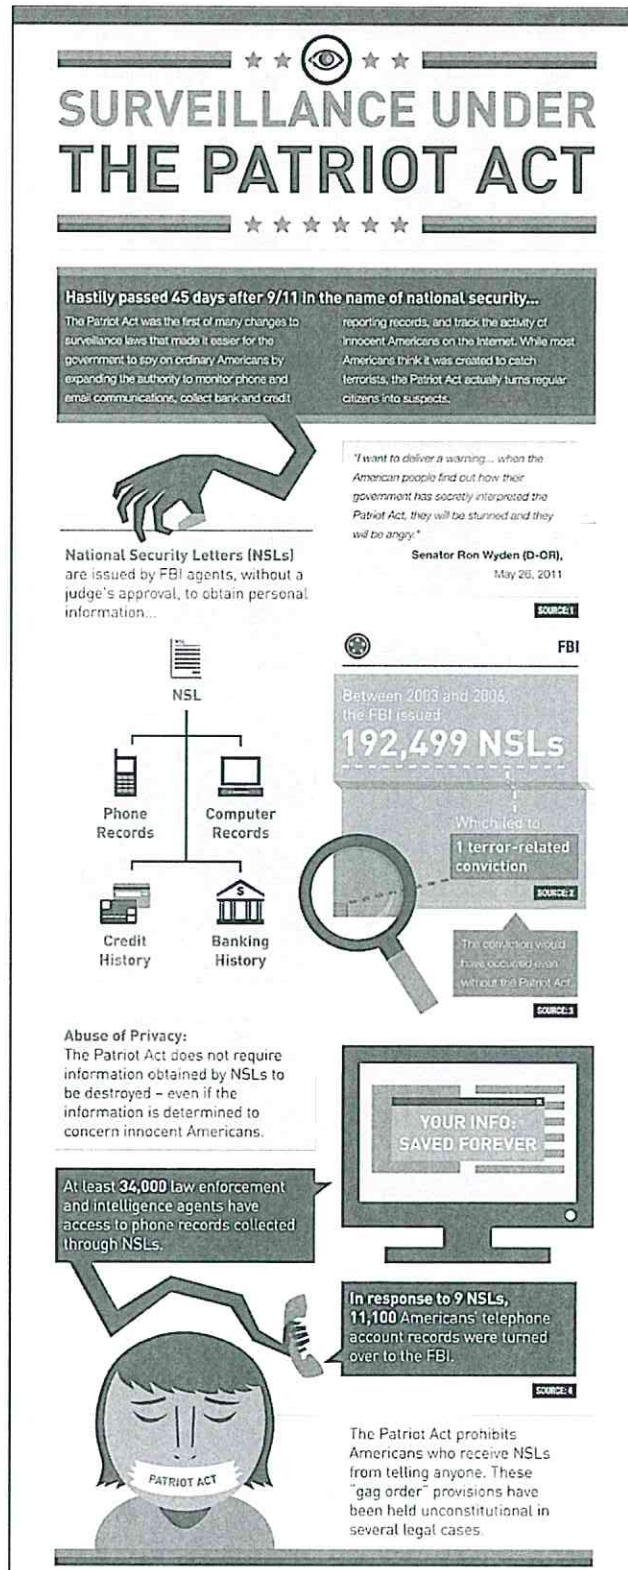 SURVEILLANCE UNDER
THE PATRIOT ACT
Hastily passed 45 days after 9/11 in the name of national security...
The Patriot Act was the first of many changes to
surveillance laws that made it easier for the
government to spy on ordinary Americans by
expanding the authority to monitor phone and
email communications, collect bank and credit
reporting records, and track the activity of
innocent Americans on the Internet. While most
Americans think it was created to catch
terrorists, the Patriot Act actually turns regular
citizens into suspects.
"I want to deliver a warning... when the
American people find out how their
government has secretly interpreted the
Patriot Act, they will be stunned and they
will be angry."
Senator Ron Wyden (D-OR),
May 26, 2011
SOURCE: 1
National Security Letters (NSLs)
are issued by FBI agents, without a
judge's approval, to obtain personal
information...
NSL
NSL
Phone
Records
Computer
Records
Credit
History
$
Banking
History
FBI
Between 2003 and 2006,
the FBI issued
192,499 NSLs
Which led to
1 terror-related
conviction
SOURCE: 2
The conviction would
have occurred even
without the Patriot Act.
SOURCE: 3
Abuse of Privacy:
The Patriot Act does not require
information obtained by NSLs to
be destroyed – even if the
information is determined to
concern innocent Americans.
YOUR INFO:
SAVED FOREVER
At least 34,000 law enforcement
and intelligence agents have
access to phone records collected
through NSLs.
In response to 9 NSLs,
11,100 Americans' telephone
account records were turned
over to the FBI.
SOURCE: 4
PATRIOT ACT
The Patriot Act prohibits
Americans who receive NSLs
from telling anyone. These
"gag order" provisions have
been held unconstitutional in
several legal cases.